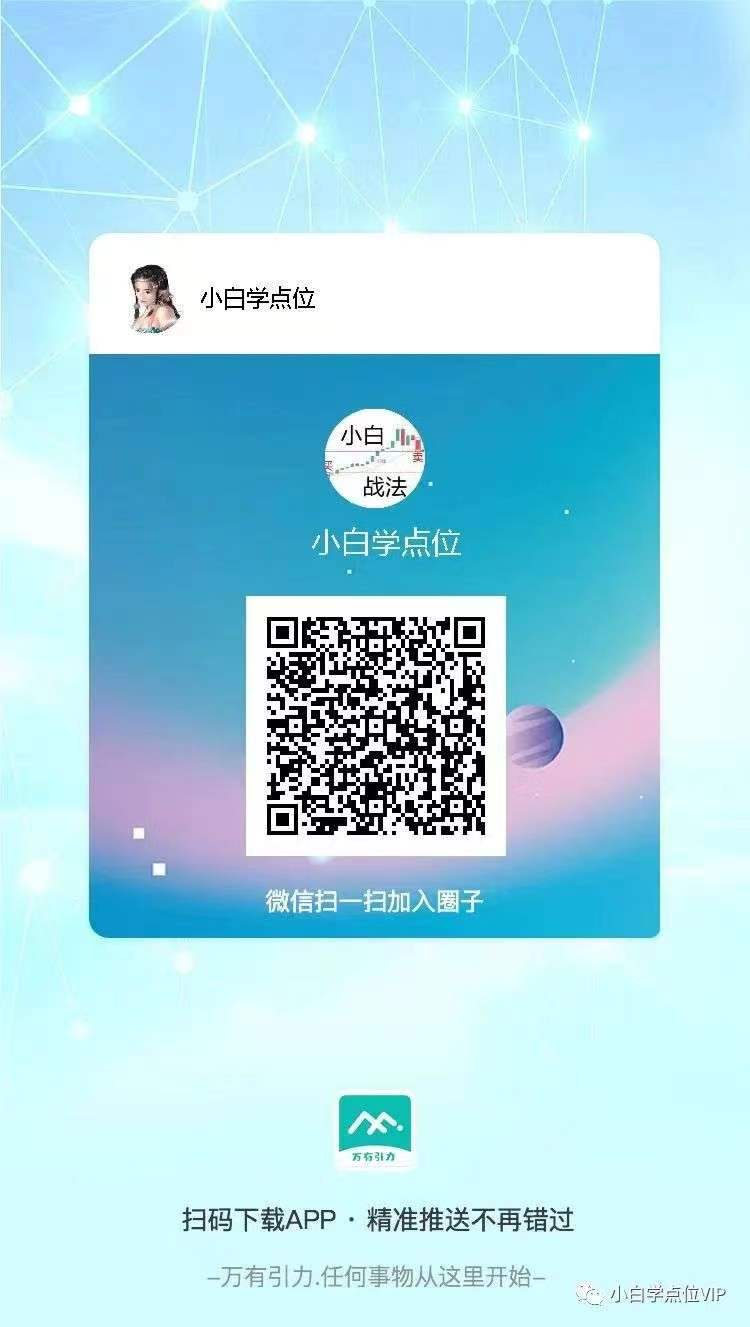 小白学点位
小白
买
卖
战法
小白学点位
微信扫一扫加入圈子
万有引力
扫码下载APP · 精准推送不再错过
–万有引力.任何事物从这里开始–
小白学点位VIP